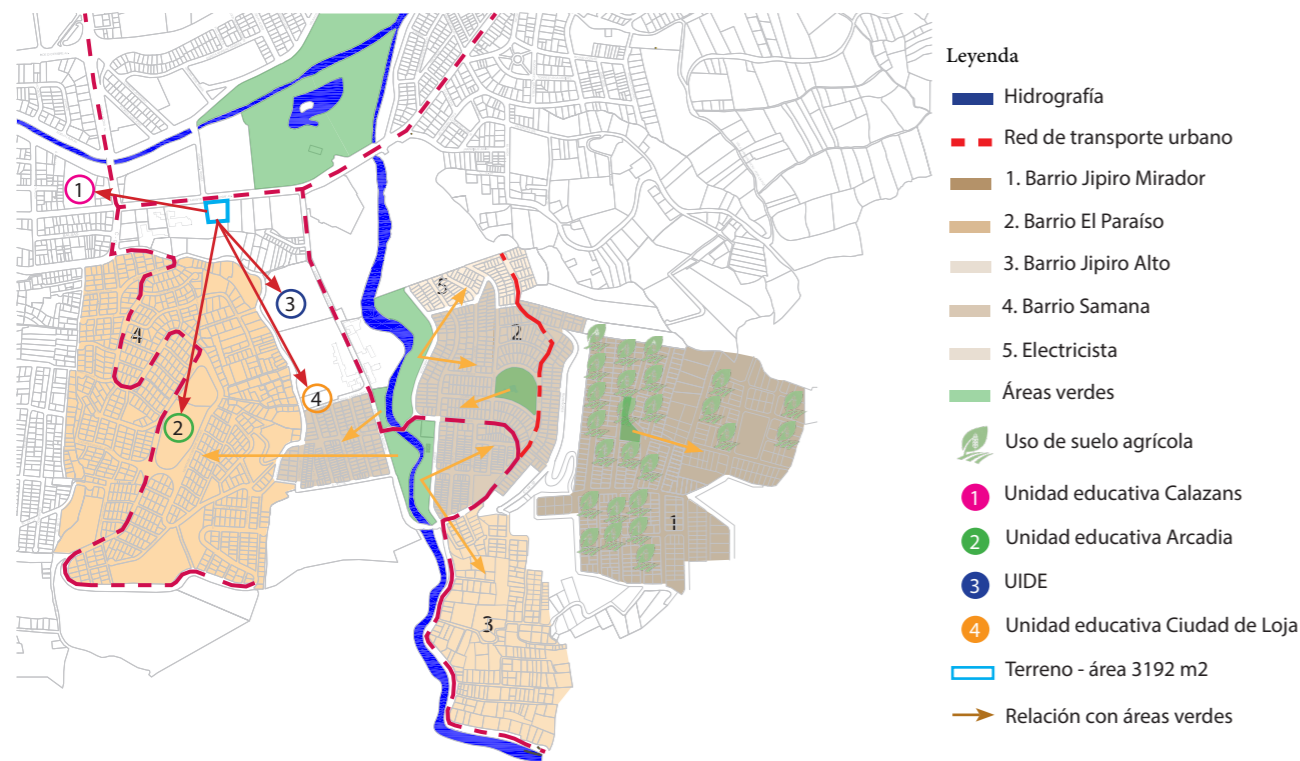 Leyenda
Hidrografía
Red de transporte urbano
1. Barrio Jipiro Mirador
2. Barrio El Paraíso
3. Barrio Jipiro Alto
4. Barrio Samana
5. Electricista
Áreas verdes
Uso de suelo agrícola
1 Unidad educativa Calazans
2 Unidad educativa Arcadia
3 UIDE
4 Unidad educativa Ciudad de Loja
Terreno - área 3192 m2
Relación con áreas verdes
1
3
5
2
4
4
2
1
3